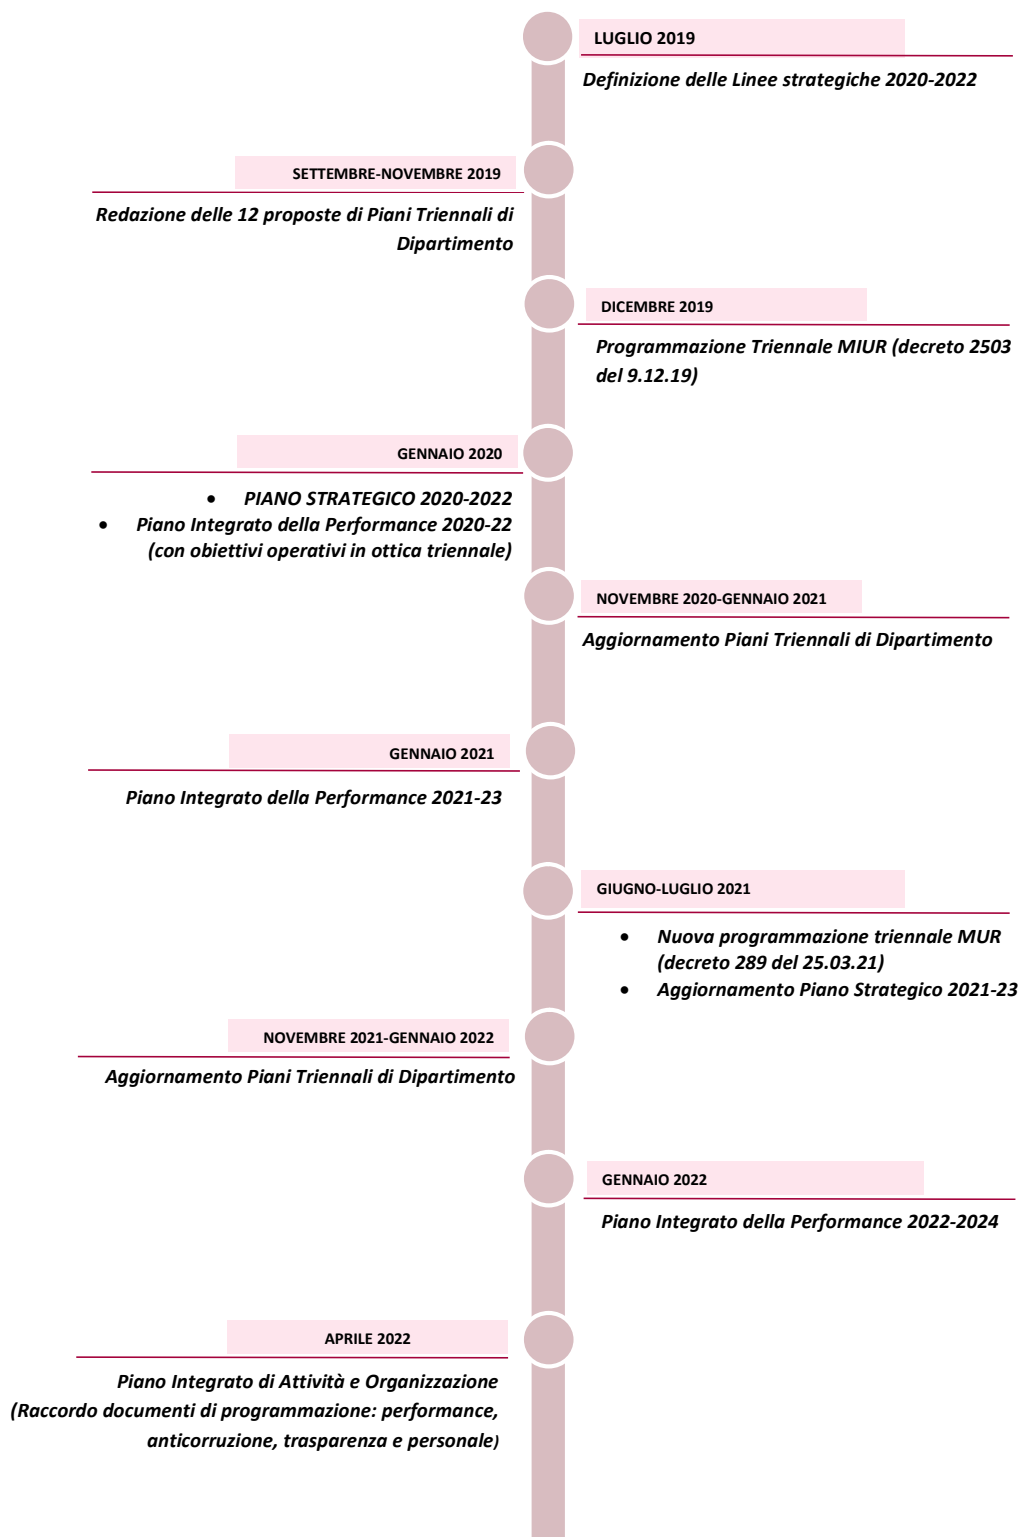 LUGLIO 2019
Definizione delle Linee strategiche 2020-2022
SETTEMBRE-NOVEMBRE 2019
Redazione delle 12 proposte di Piani Triennali di
Dipartimento
DICEMBRE 2019
Programmazione Triennale MIUR (decreto 2503
del 9.12.19)
GENNAIO 2020
• PIANO STRATEGICO 2020-2022
• Piano Integrato della Performance 2020-22
(con obiettivi operativi in ottica triennale)
NOVEMBRE 2020-GENNAIO 2021
Aggiornamento Piani Triennali di Dipartimento
GENNAIO 2021
Piano Integrato della Performance 2021-23
GIUGNO-LUGLIO 2021
• Nuova programmazione triennale MUR
(decreto 289 del 25.03.21)
• Aggiornamento Piano Strategico 2021-23
NOVEMBRE 2021-GENNAIO 2022
Aggiornamento Piani Triennali di Dipartimento
GENNAIO 2022
Piano Integrato della Performance 2022-2024
APRILE 2022
Piano Integrato di Attività e Organizzazione
(Raccordo documenti di programmazione: performance,
anticorruzione, trasparenza e personale)